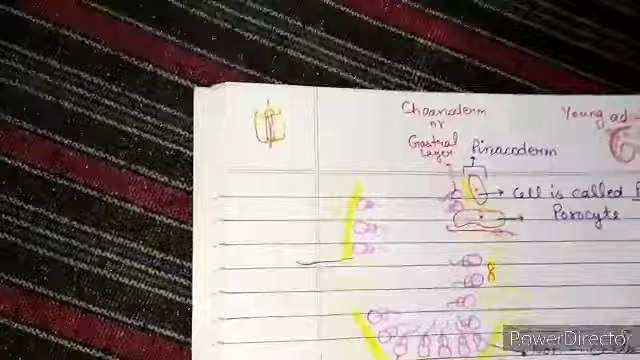 Choanoderm
or
Gastral
Layer
Pinacoderm
Young ad
Cell is called
Porocyte
PowerDirector